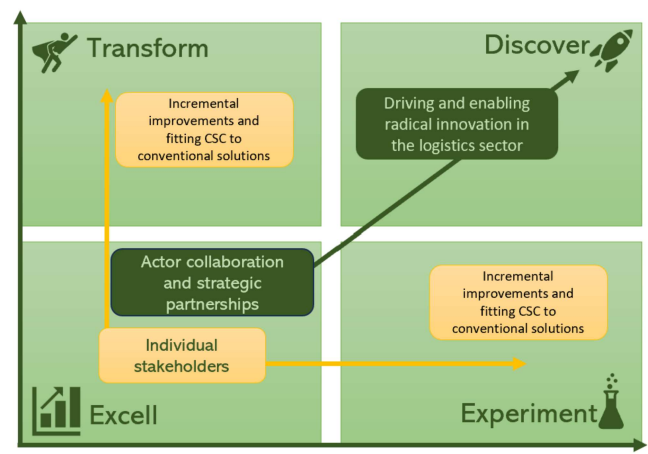 Transform
Incremental
improvements and
fitting CSC to
conventional solutions
Discover
Driving and enabling
radical innovation in
the logistics sector
Actor collaboration
and strategic
partnerships
Individual
stakeholders
Excell
Incremental
improvements and
fitting CSC to
conventional solutions
Experiment